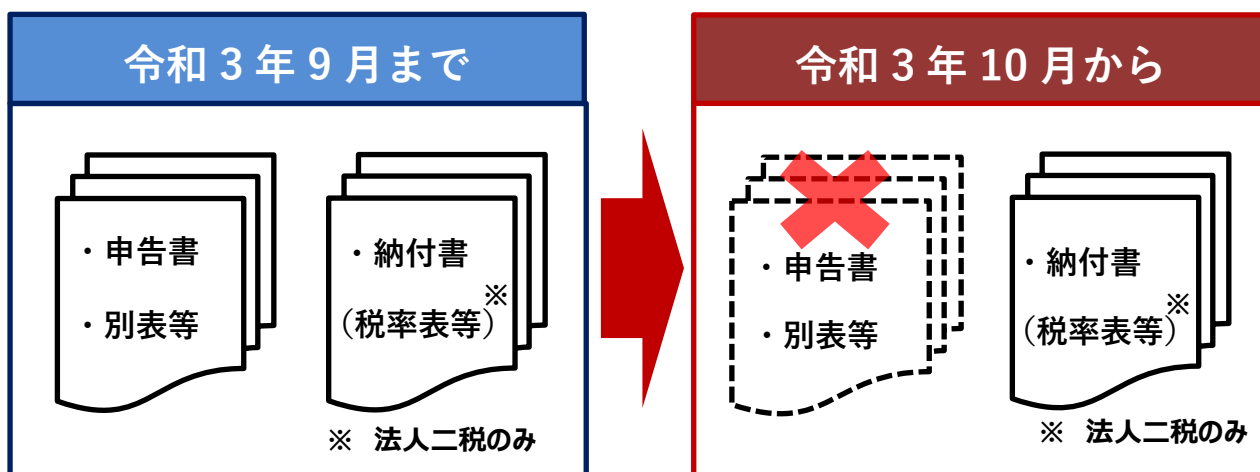 令和3年9月まで
・申告書
・別表等
・納付書
(税率表等)※
※ 法人二税のみ
令和3年10月から
・申告書
・別表等
・納付書
(税率表等)※
※ 法人二税のみ